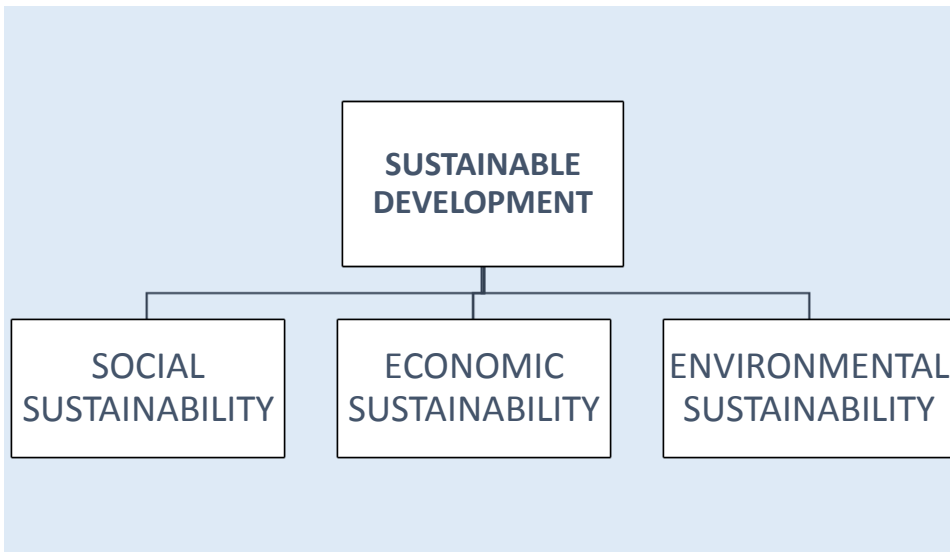 SUSTAINABLE
DEVELOPMENT
SOCIAL
SUSTAINABILITY
ECONOMIC
SUSTAINABILITY
ENVIRONMENTAL
SUSTAINABILITY